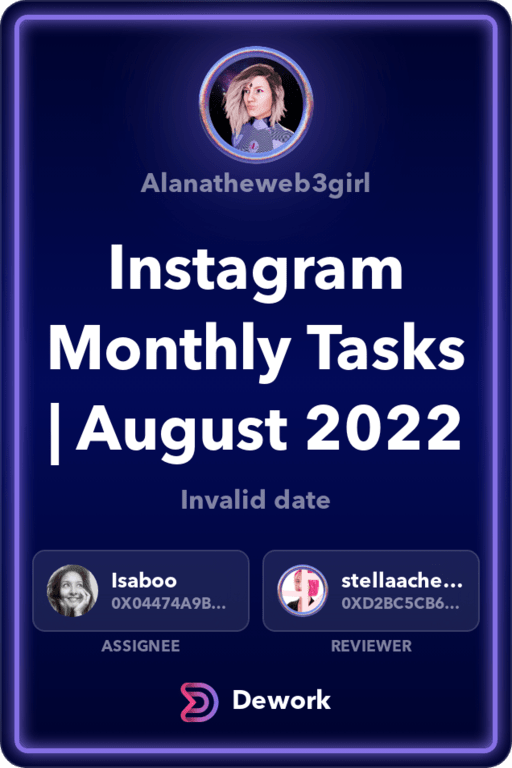 Alanatheweb3girl
Instagram
Monthly Tasks
| August 2022
Invalid date
Isaboo
0X04474A9B...
ASSIGNEE
stellaache...
0XD2BC5CB6...
REVIEWER
Dework